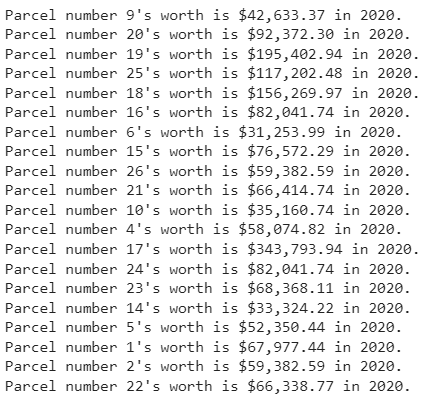 Parcel number 9's worth is $42,633.37 in 2020.
Parcel number 20's worth is $92,372.30 in 2020.
Parcel number 19's worth is $195,402.94 in 2020.
Parcel number 25's worth is $117,202.48 in 2020.
Parcel number 18's worth is $156,269.97 in 2020.
Parcel number 16's worth is $82,041.74 in 2020.
Parcel number 6's worth is $31,253.99 in 2020.
Parcel number 15's worth is $76,572.29 in 2020.
Parcel number 26's worth is $59,382.59 in 2020.
Parcel number 21's worth is $66,414.74 in 2020.
Parcel number 10's worth is $35,160.74 in 2020.
Parcel number 4's worth is $58,074.82 in 2020.
Parcel number 17's worth is $343,793.94 in 2020.
Parcel number 24's worth is $82,041.74 in 2020.
Parcel number 23's worth is $68,368.11 in 2020.
Parcel number 14's worth is $33,324.22 in 2020.
Parcel number 5's worth is $52,350.44 in 2020.
Parcel number 1's worth is $67,977.44 in 2020.
Parcel number 2's worth is $59,382.59 in 2020.
Parcel number 22's worth is $66,338.77 in 2020.